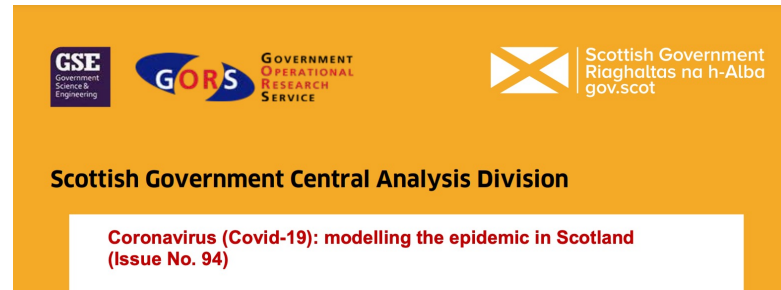 GSE
Government
Science &
Engineering
GORS
GOVERNMENT
OPERATIONAL
RESEARCH
SERVICE
Scottish Government
Riaghaltas na h-Alba
gov.scot
Scottish Government Central Analysis Division
Coronavirus (Covid-19): modelling the epidemic in Scotland
(Issue No. 94)